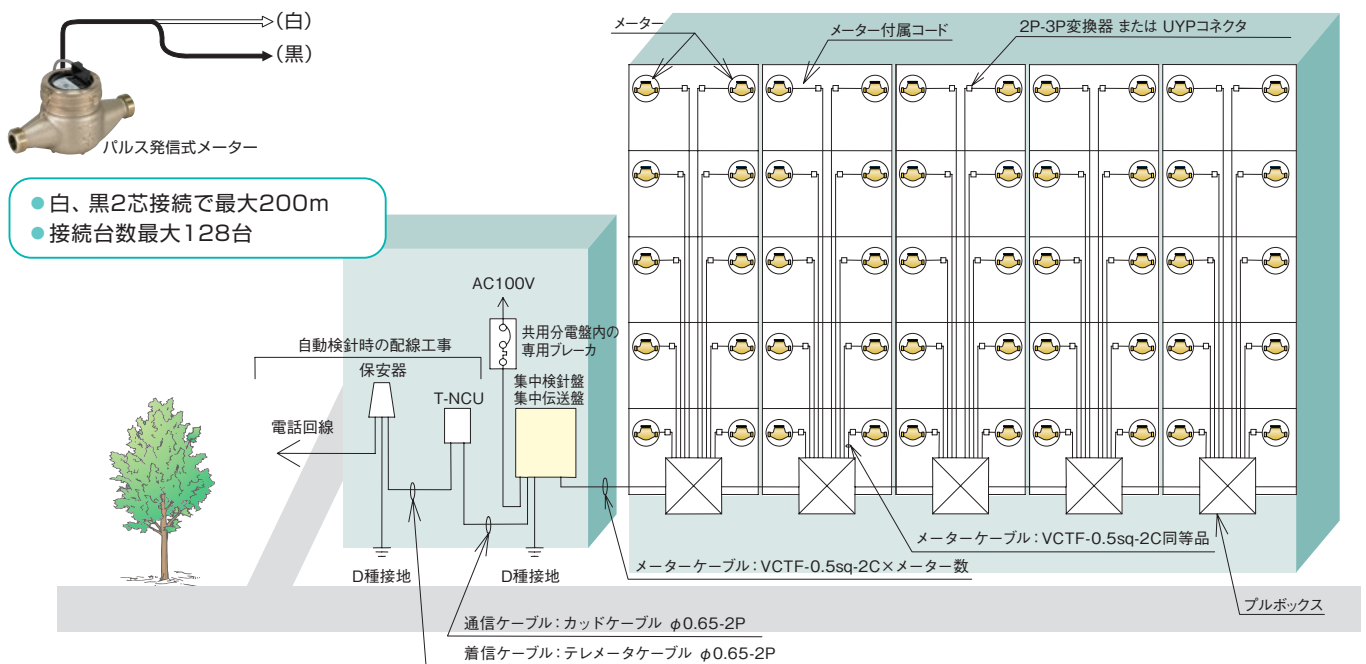 (白)
(黒)
パルス発信式メーター
●白、黒2芯接続で最大200m
●接続台数最大128台
メーター
メーター付属コード
2P-3P変換器 または UYPコネクタ
AC100V
共用分電盤内の
専用ブレーカ
自動検針時の配線工事
保安器
T-NCU
集中検針盤
集中伝送盤
電話回線
D種接地
D種接地
メーターケーブル:VCTF-0.5sq-2C同等品
メーターケーブル:VCTF-0.5sq-2C×メーター数
プルボックス
通信ケーブル:カッドケーブル φ0.65-2P
着信ケーブル:テレメータケーブル φ0.65-2P